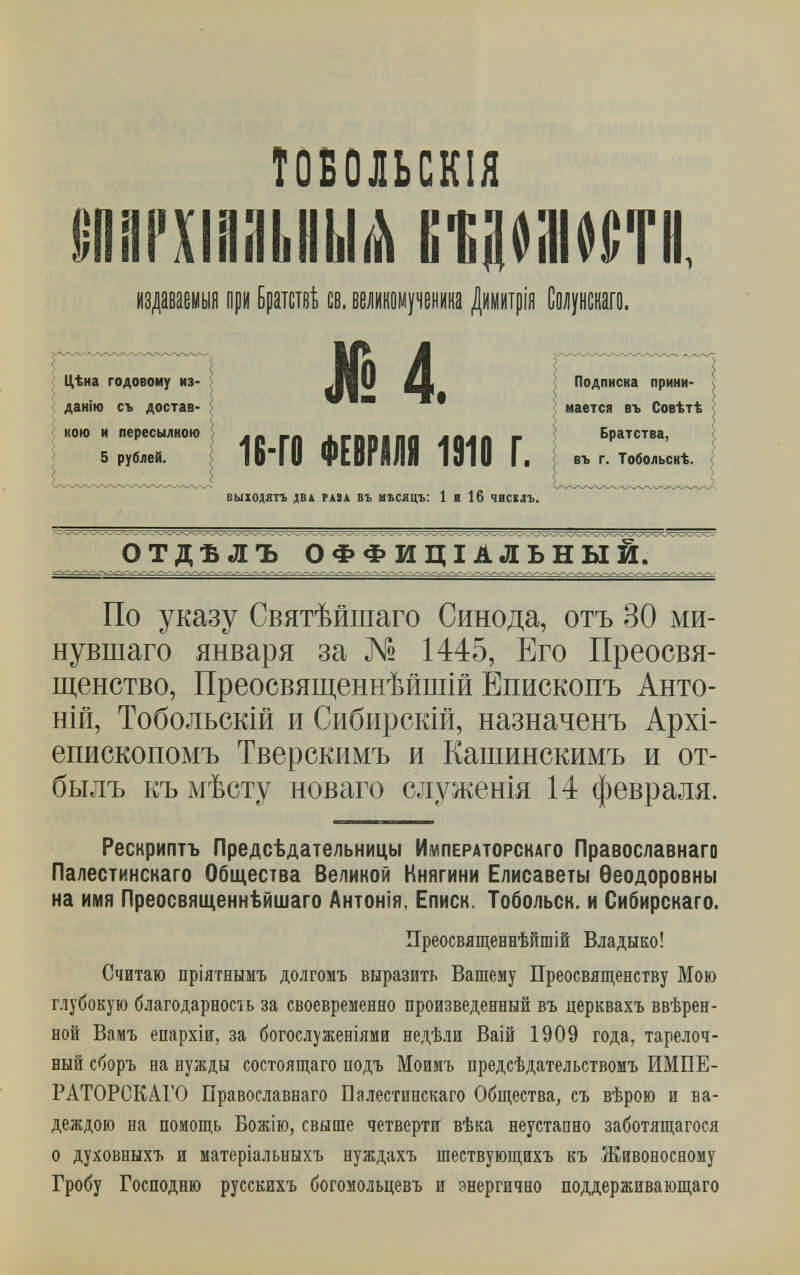 ТОБОЛЬСКІЯ
ЕПАРХІАЛЬНЫЯ ВѢДОМОСТИ,
издаваемыя при Братствѣ св. великомученика Димитрія Солунскаго.
Цѣна годовому из-
данію съ достав-
кою и пересылкою
5 рублей.
№ 4.
16-ГО ФЕВРАЛЯ 1910 Г.
Подписка прини-
мается въ Совѣтѣ
Братства,
въ г. Тобольскѣ.
ВЫХОДЯТЪ ДВА РАЗА ВЪ МѢСЯЦЪ: 1 и 16 ЧИСЕЛЪ.
ОТДѢЛЪ ОФФИЦІАЛЬНЫЙ.
По указу Святѣйшаго Синода, отъ 30 ми-
нувшаго января за № 1445, Его Преосвя-
щенство, Преосвященнѣйшій Епископъ Анто-
ній, Тобольскій и Сибирскій, назначенъ Архі-
епископомъ Тверскимъ и Кашинскимъ и от-
былъ къ мѣсту новаго служенія 14 февраля.
Рескриптъ Предсѣдательницы ИМПЕРАТОРСКАГО Православнаго
Палестинскаго Общества Великой Княгини Елисаветы Ѳеодоровны
на имя Преосвященнѣйшаго Антонія, Еписк. Тобольск. и Сибирскаго.
Преосвященнѣйшій Владыко!
Считаю пріятнымъ долгомъ выразить Вашему Преосвященству Мою
глубокую благодарность за своевременно произведенный въ церквахъ ввѣрен-
ной Вамъ епархіи, за богослуженіями недѣли Ваій 1909 года, тарелоч-
ный сборъ на нужды состоящаго подъ Моимъ предсѣдательствомъ ИМПЕ-
РАТОРСКАГО Православнаго Палестинскаго Общества, съ вѣрою и на-
деждою на помощь Божію, свыше четверти вѣка неустанно заботящагося
о духовныхъ и матеріальныхъ нуждахъ шествующихъ къ Живоносному
Гробу Господню русскихъ богомольцевъ и энергично поддерживающаго